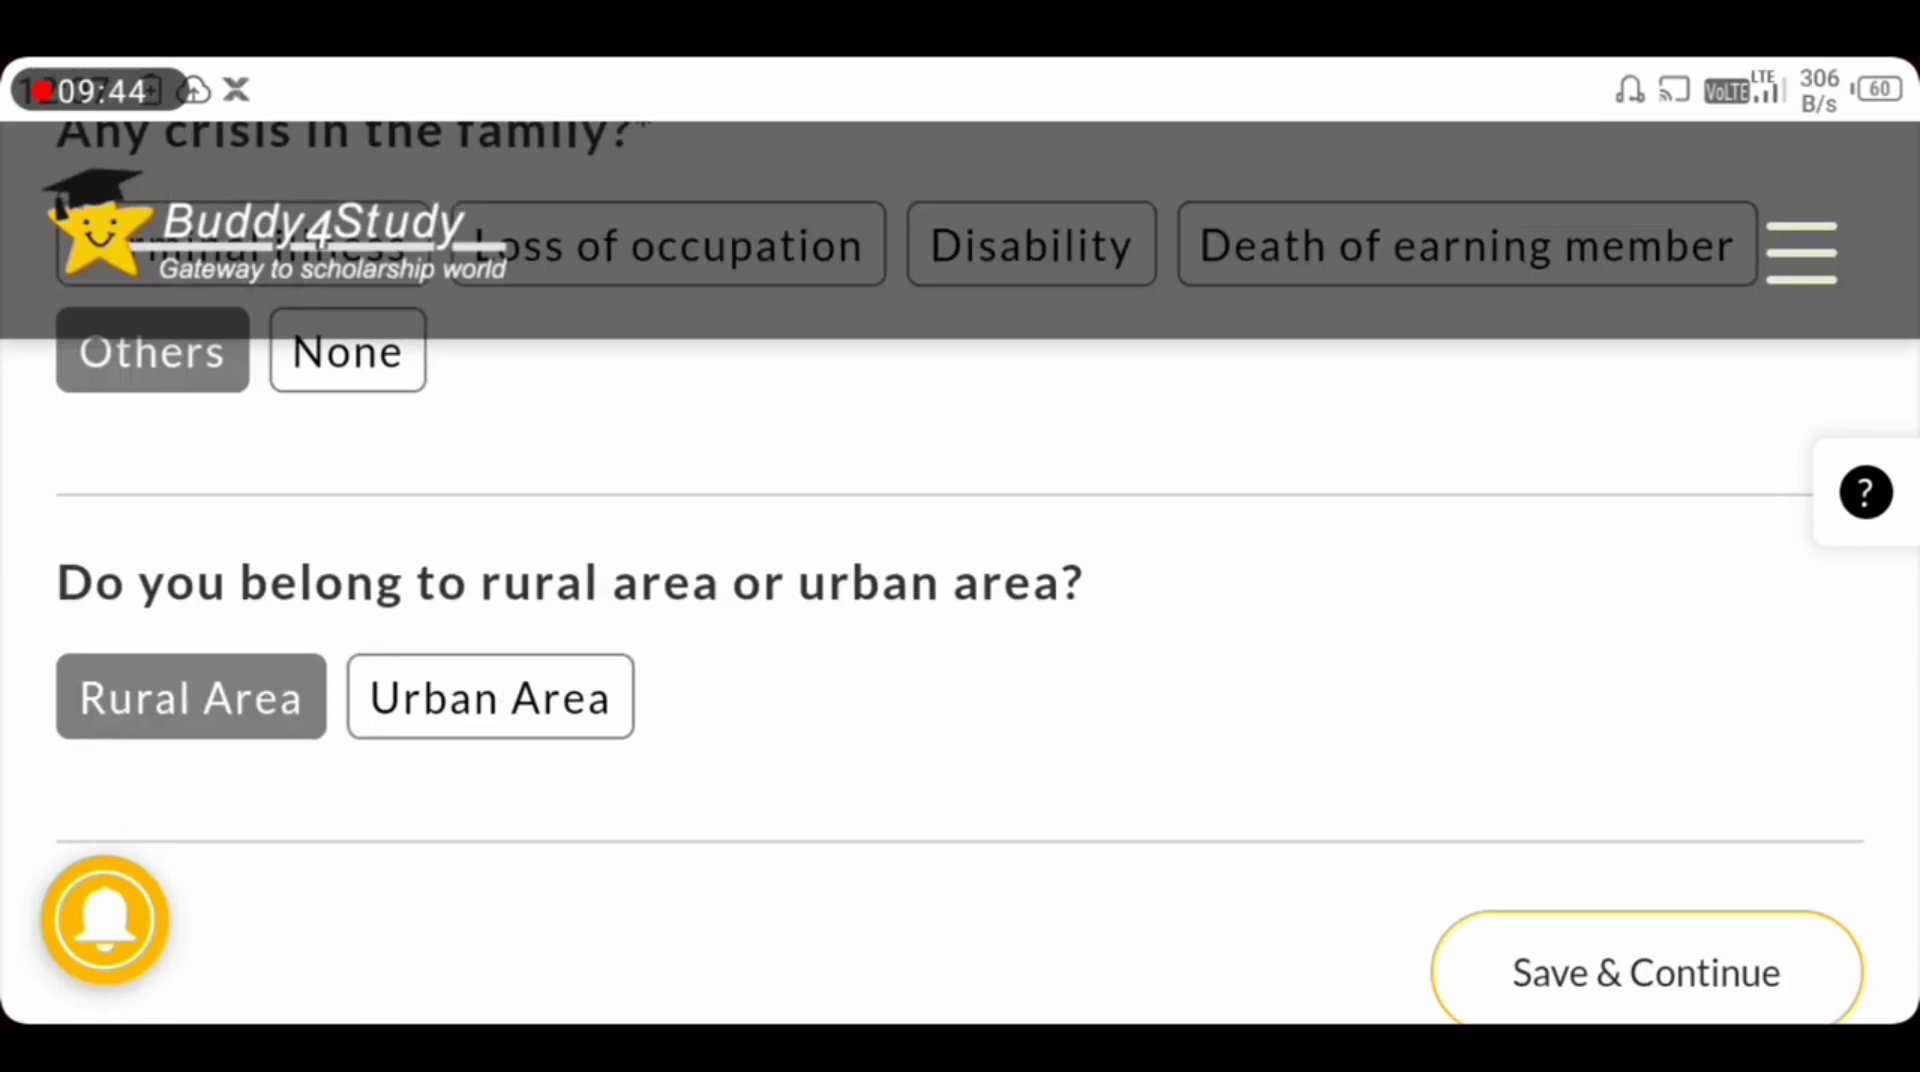 09:44
LTE
VoLTE
306
B/s
60
Any crisis in the family?*
Buddy4Study
Gateway to scholarship world
Loss of occupation
Disability
Death of earning member
Others
None
?
Do you belong to rural area or urban area?
Rural Area
Urban Area
Save & Continue